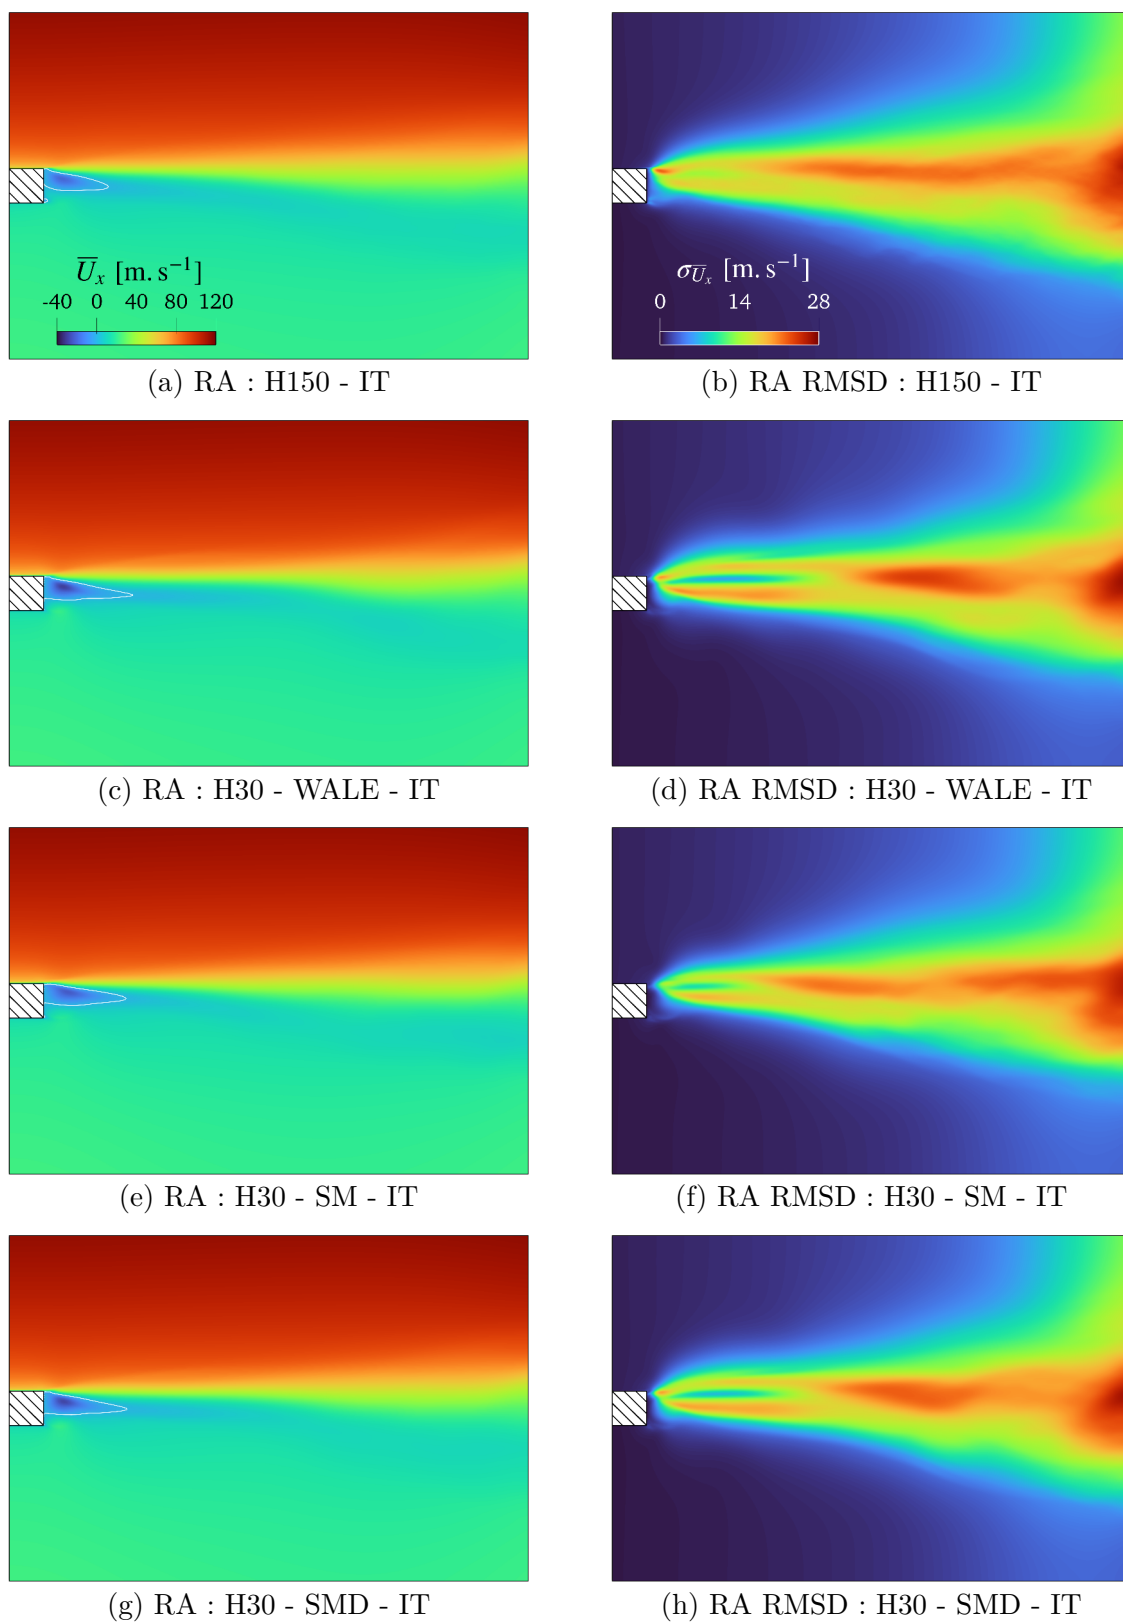 U̅ₓ [m. s⁻¹]
-40 0 40 80 120
σ_U̅ₓ [m. s⁻¹]
0 14 28
(a) RA : H150 - IT
(b) RA RMSD : H150 - IT
(c) RA : H30 - WALE - IT
(d) RA RMSD : H30 - WALE - IT
(e) RA : H30 - SM - IT
(f) RA RMSD : H30 - SM - IT
(g) RA : H30 - SMD - IT
(h) RA RMSD : H30 - SMD - IT